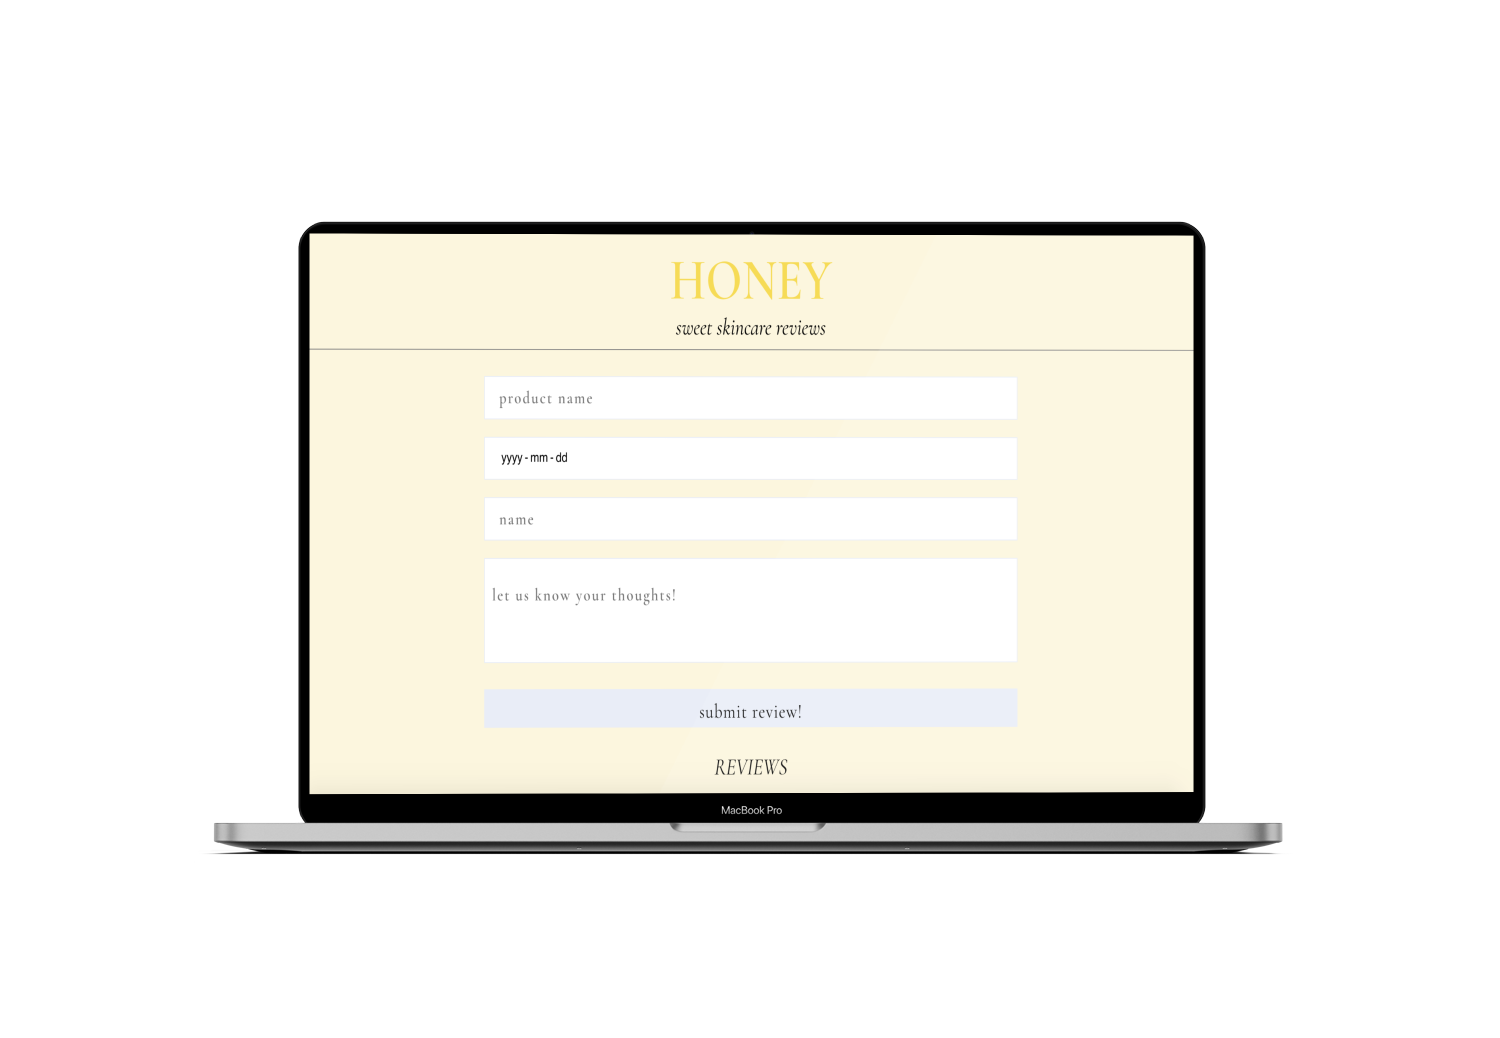 HONEY
sweet skincare reviews
product name
yyyy - mm - dd
name
let us know your thoughts!
submit review!
REVIEWS
MacBook Pro